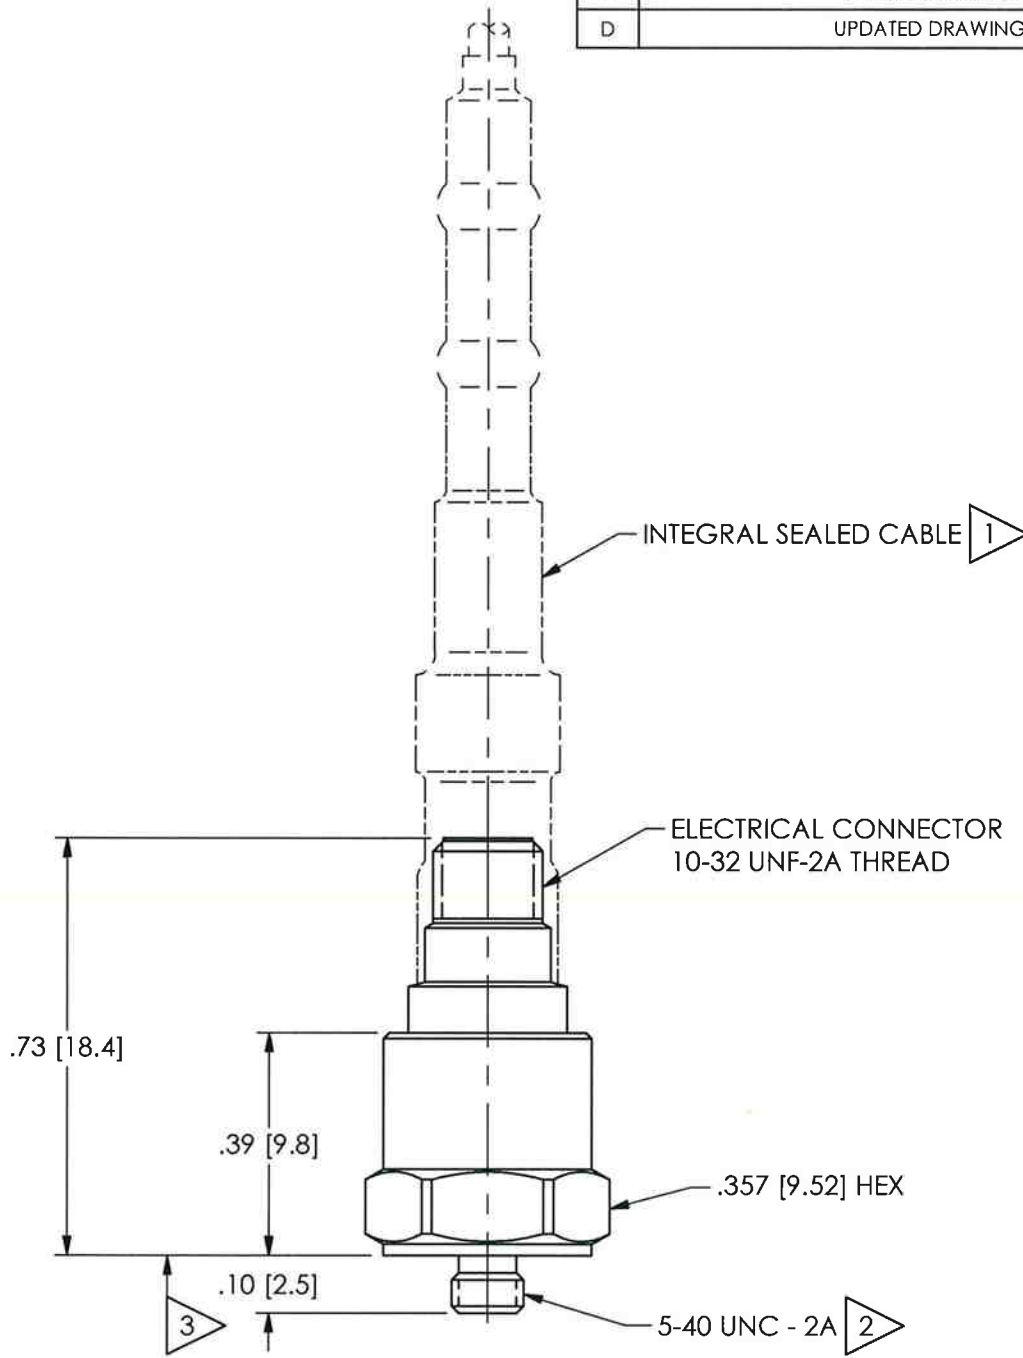 D UPDATED DRAWING
INTEGRAL SEALED CABLE 1
ELECTRICAL CONNECTOR
10-32 UNF-2A THREAD
.73 [18.4]
.39 [9.8]
.357 [9.52] HEX
.10 [2.5]
3
5-40 UNC - 2A 2